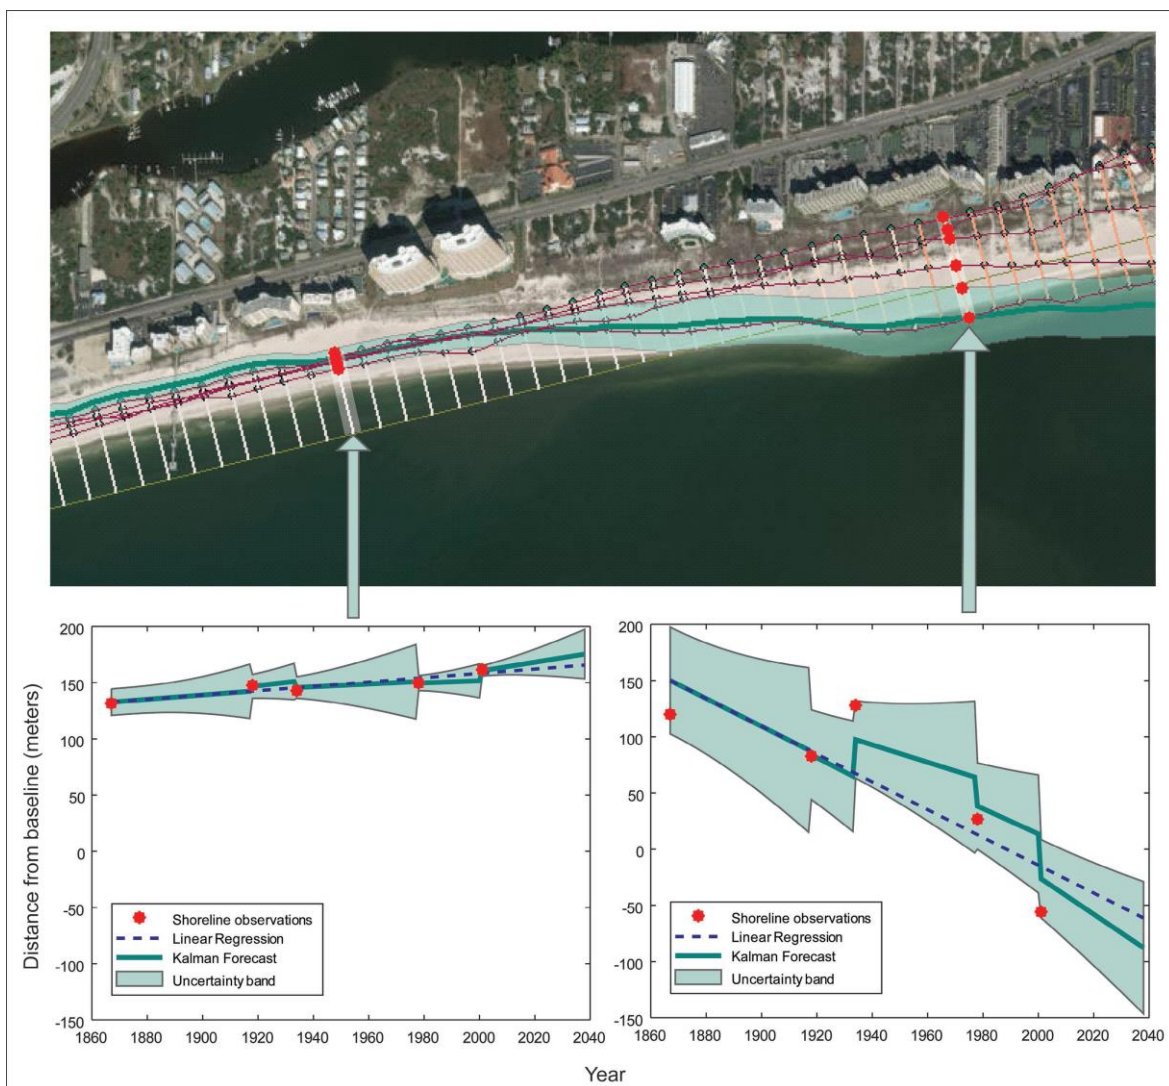 200
150
100
50
0
-50
-100
-150
1860 1880 1900 1920 1940 1960 1980 2000 2020 2040
Distance from baseline (meters)
Shoreline observations
Linear Regression
Kalman Forecast
Uncertainty band
200
150
100
50
0
-50
-100
-150
1860 1880 1900 1920 1940 1960 1980 2000 2020 2040
Shoreline observations
Linear Regression
Kalman Forecast
Uncertainty band
Year